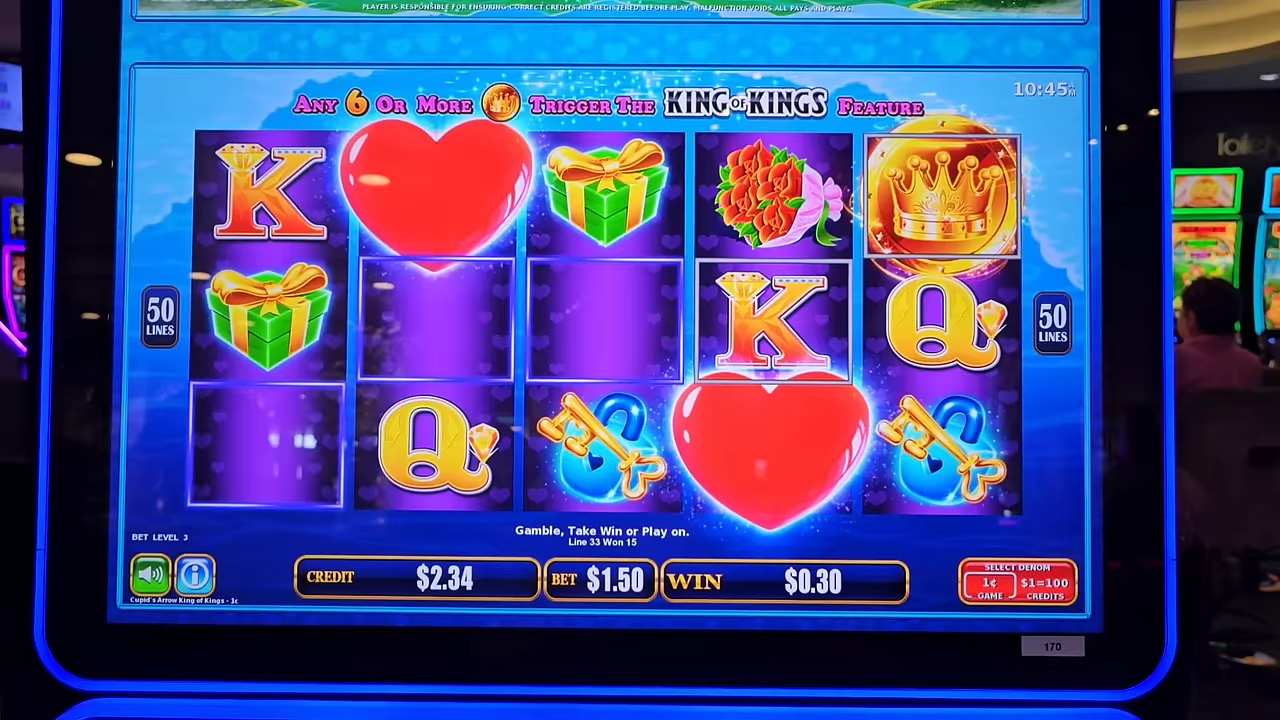 PLAYER IS RESPONSIBLE FOR ENSURING CORRECT CREDITS ARE REGISTERED BEFORE PLAY. MALFUNCTION VOIDS ALL PAYS AND PLAYS.
10:45 AM
ANY 6 OR MORE TRIGGER THE KING OF KINGS FEATURE
K
K
Q
50 LINES
50 LINES
Q
Gamble, Take Win or Play on.
Line 33 Won 15
BET LEVEL 3
CREDIT $2.34
BET $1.50
WIN $0.30
SELECT DENOM
1¢ $1=100
GAME CREDITS
Cupid's Arrow King of Kings - 1c
170